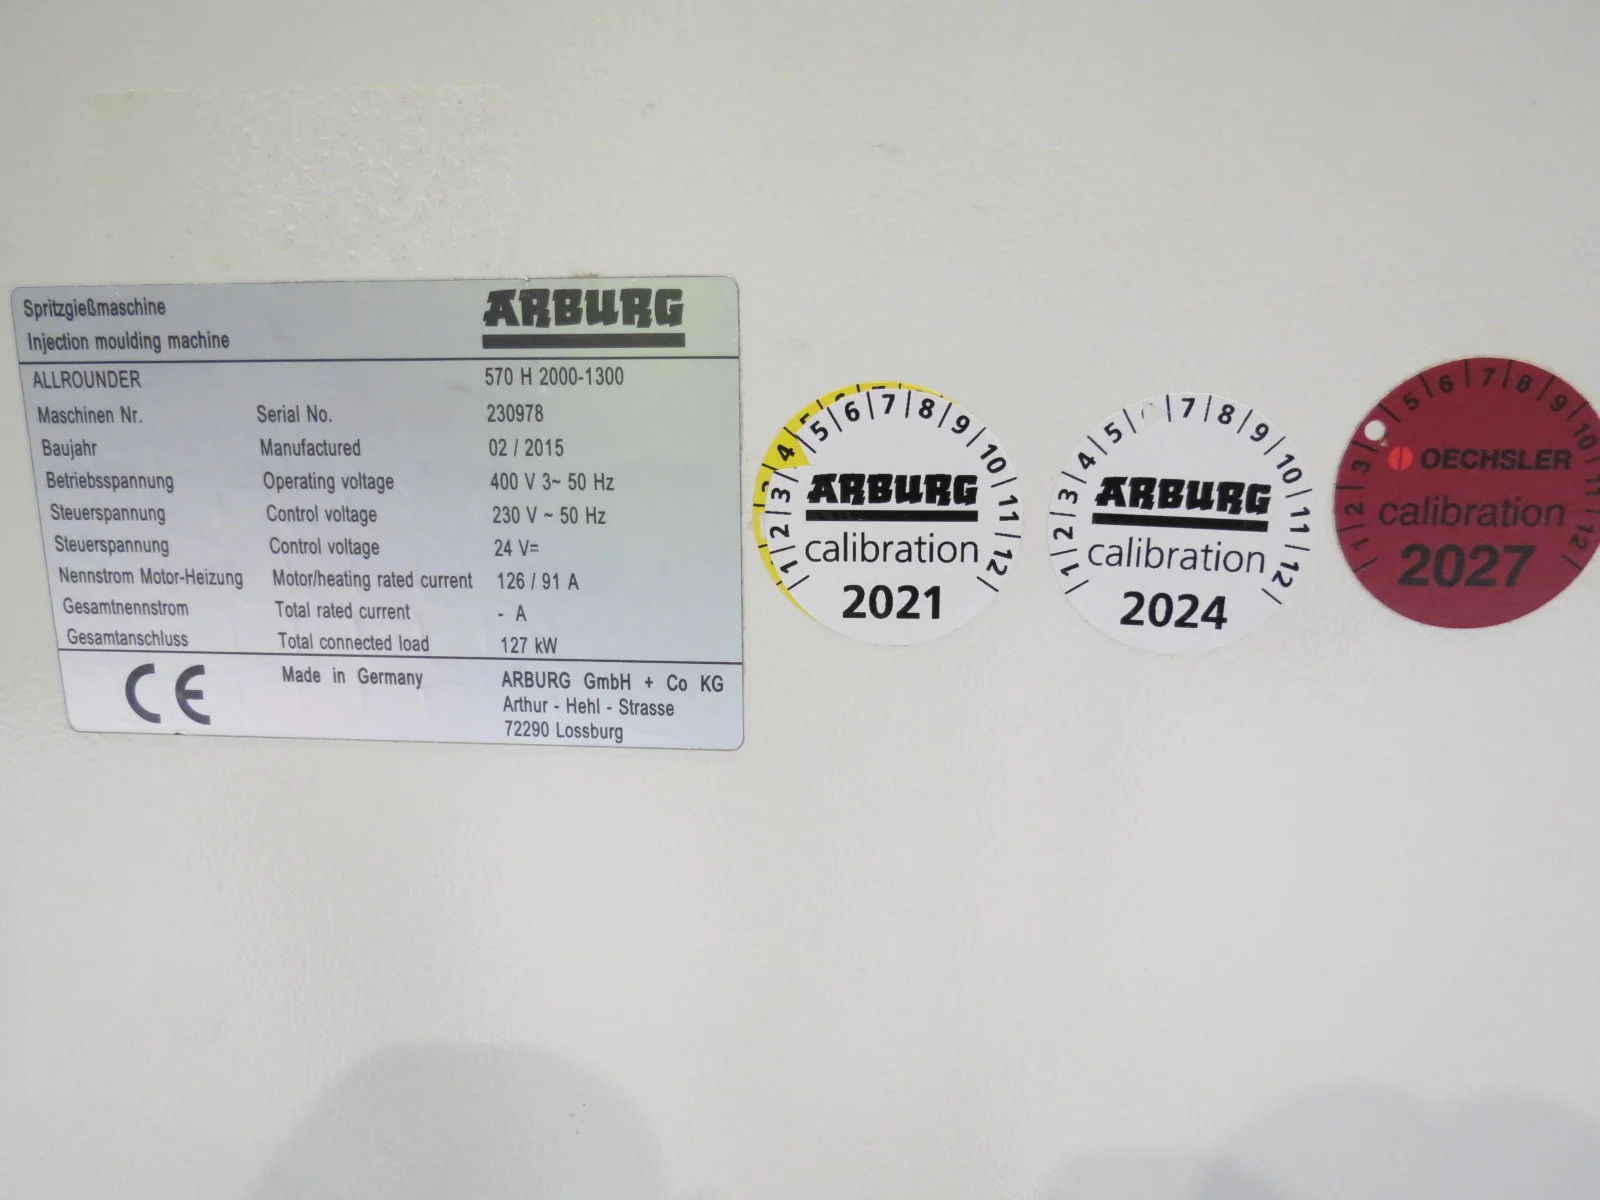 Spritzgießmaschine ARBURG
Injection moulding machine
ALLROUNDER 570 H 2000-1300
Maschinen Nr. Serial No. 230978
Baujahr Manufactured 02 / 2015
Betriebsspannung Operating voltage 400 V 3~ 50 Hz
Steuerspannung Control voltage 230 V ~ 50 Hz
Steuerspannung Control voltage 24 V⎓
Nennstrom Motor-Heizung Motor/heating rated current 126 / 91 A
Gesamtnennstrom Total rated current - A
Gesamtanschluss Total connected load 127 kW
CE Made in Germany ARBURG GmbH + Co KG
Arthur - Hehl - Strasse
72290 Lossburg
4
1 2 3 5 6 7 8 9 10 11 12
ARBURG
calibration
2021
1 2 3 4 5 7 8 9 10 11 12
ARBURG
calibration
2024
1 2 3 5 6 7 8 9 10 11 12
OECHSLER
calibration
2027